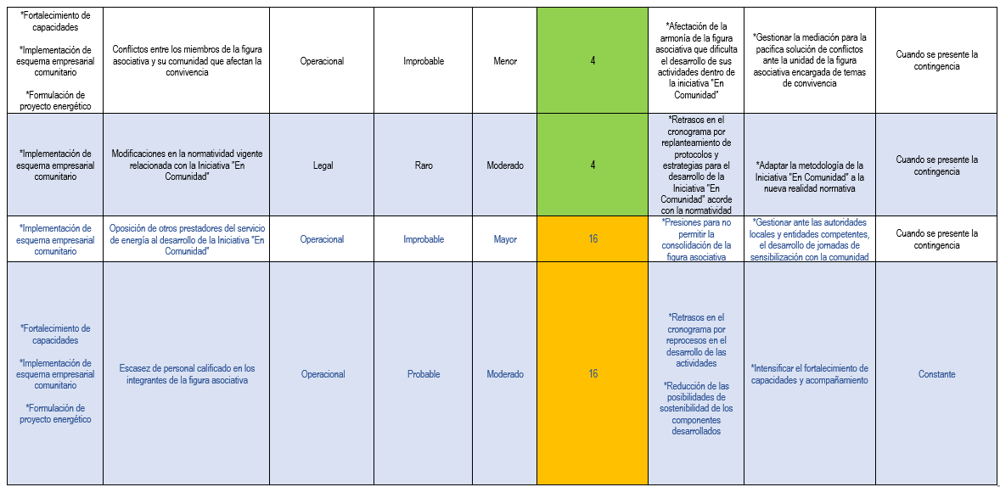 *Fortalecimiento de
capacidades
*Implementación de
esquema empresarial
comunitario
*Formulación de
proyecto energético
Conflictos entre los miembros de la figura
asociativa y su comunidad que afectan la
convivencia
Operacional
Improbable
Menor
4
*Afectación de la
armonía de la figura
asociativa que dificulta
el desarrollo de sus
actividades dentro de
la iniciativa "En
Comunidad"
*Gestionar la mediación para la
pacifica solución de conflictos
ante la unidad de la figura
asociativa encargada de temas
de convivencia
Cuando se presente la
contingencia
*Implementación de
esquema empresarial
comunitario
Modificaciones en la normatividad vigente
relacionada con la Iniciativa "En
Comunidad"
Legal
Raro
Moderado
4
*Retrasos en el
cronograma por
replanteamiento de
protocolos y
estrategias para el
desarrollo de la
Iniciativa "En
Comunidad" acorde
con la normatividad
*Adaptar la metodología de la
Iniciativa "En Comunidad" a la
nueva realidad normativa
Cuando se presente la
contingencia
*Implementación de
esquema empresarial
comunitario
Oposición de otros prestadores del servicio
de energía al desarrollo de la Iniciativa "En
Comunidad"
Operacional
Improbable
Mayor
16
*Presiones para no
permitir la
consolidación de la
figura asociativa
*Gestionar ante las autoridades
locales y entidades competentes,
el desarrollo de jornadas de
sensibilización con la comunidad
Cuando se presente la
contingencia
*Fortalecimiento de
capacidades
*Implementación de
esquema empresarial
comunitario
*Formulación de
proyecto energético
Escasez de personal calificado en los
integrantes de la figura asociativa
Operacional
Probable
Moderado
16
*Retrasos en el
cronograma por
reprocesos en el
desarrollo de las
actividades
*Reducción de las
posibilidades de
sostenibilidad de los
componentes
desarrollados
*Intensificar el fortalecimiento de
capacidades y acompañamiento
Constante